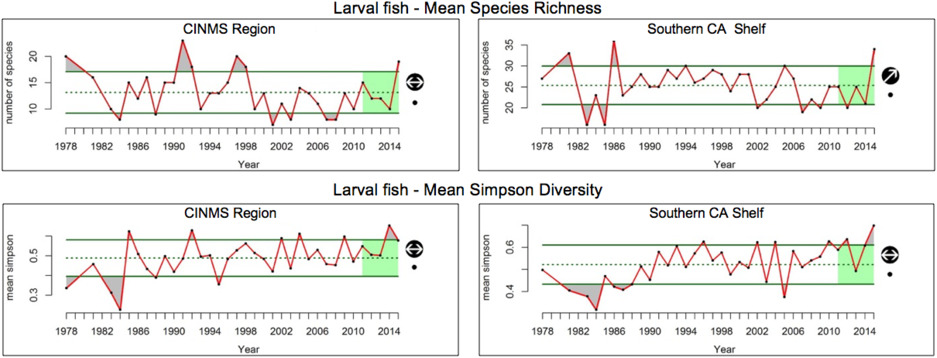 Larval fish - Mean Species Richness
CINMS Region
number of species
20
15
10
1978 1982 1986 1990 1994 1998 2002 2006 2010 2014
Year
Southern CA Shelf
number of species
35
30
25
20
1978 1982 1986 1990 1994 1998 2002 2006 2010 2014
Year
Larval fish - Mean Simpson Diversity
CINMS Region
mean simpson
0.5
0.3
1978 1982 1986 1990 1994 1998 2002 2006 2010 2014
Year
Southern CA Shelf
mean simpson
0.6
0.4
1978 1982 1986 1990 1994 1998 2002 2006 2010 2014
Year